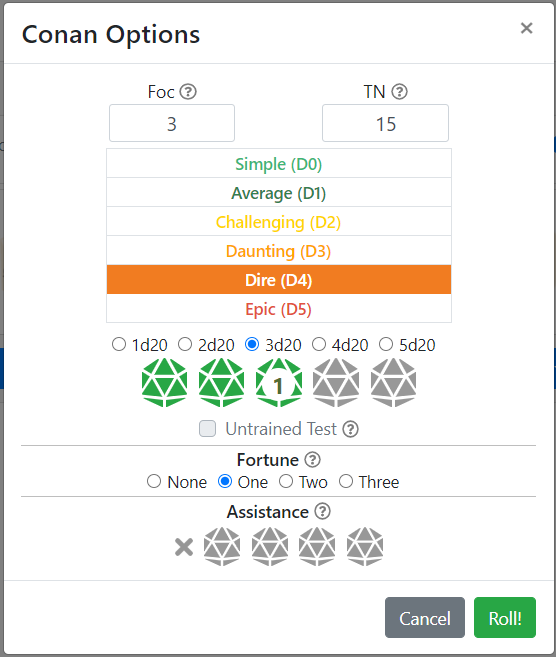 Conan Options ×
Foc ? TN ?
3 15
Simple (D0)
Average (D1)
Challenging (D2)
Daunting (D3)
Dire (D4)
Epic (D5)
1d20 2d20 3d20 4d20 5d20
1
Untrained Test ?
Fortune ?
None One Two Three
Assistance ?
Cancel Roll!